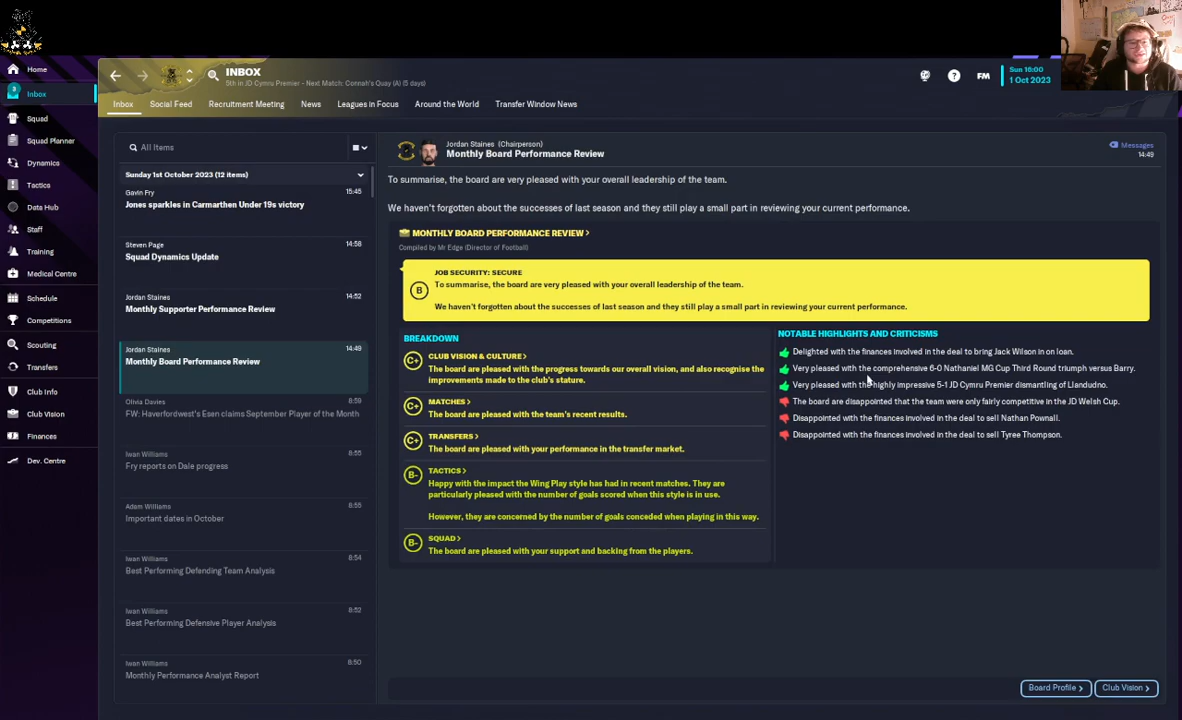 INBOX
5th in JD Cymru Premier - Next Match: Connah's Quay (A) (5 days)
FM
Sun 16:00
1 Oct 2023
Home
Inbox
Squad
Squad Planner
Dynamics
Tactics
Data Hub
Staff
Training
Medical Centre
Schedule
Competitions
Scouting
Transfers
Club Info
Club Vision
Finances
Dev. Centre
Inbox
Social Feed
Recruitment Meeting
News
Leagues in Focus
Around the World
Transfer Window News
All Items
Sunday 1st October 2023 (12 items)
Gavin Fry 15:45
Jones sparkles in Carmarthen Under 19s victory
Steven Page 14:58
Squad Dynamics Update
Jordan Staines 14:52
Monthly Supporter Performance Review
Jordan Staines 14:49
Monthly Board Performance Review
Olivia Davies 8:59
FW: Haverfordwest's Esen claims September Player of the Month
Iwan Williams 8:55
Fry reports on Dale progress
Adam Williams 8:55
Important dates in October
Iwan Williams 8:54
Best Performing Defending Team Analysis
Iwan Williams 8:52
Best Performing Defensive Player Analysis
Iwan Williams 8:50
Monthly Performance Analyst Report
Jordan Staines (Chairperson)
Monthly Board Performance Review
Messages
14:49
To summarise, the board are very pleased with your overall leadership of the team.
We haven't forgotten about the successes of last season and they still play a small part in reviewing your current performance.
MONTHLY BOARD PERFORMANCE REVIEW >
Compiled by Mr Edge (Director of Football)
B
JOB SECURITY: SECURE
To summarise, the board are very pleased with your overall leadership of the team.
We haven't forgotten about the successes of last season and they still play a small part in reviewing your current performance.
BREAKDOWN
C+
CLUB VISION & CULTURE >
The board are pleased with the progress towards our overall vision, and also recognise the
improvements made to the club's stature.
C+
MATCHES >
The board are pleased with the team's recent results.
C+
TRANSFERS >
The board are pleased with your performance in the transfer market.
B-
TACTICS >
Happy with the impact the Wing Play style has had in recent matches. They are
particularly pleased with the number of goals scored when this style is in use.
However, they are concerned by the number of goals conceded when playing in this way.
B-
SQUAD >
The board are pleased with your support and backing from the players.
NOTABLE HIGHLIGHTS AND CRITICISMS
Delighted with the finances involved in the deal to bring Jack Wilson in on loan.
Very pleased with the comprehensive 6-0 Nathaniel MG Cup Third Round triumph versus Barry.
Very pleased with the highly impressive 5-1 JD Cymru Premier dismantling of Llandudno.
The board are disappointed that the team were only fairly competitive in the JD Welsh Cup.
Disappointed with the finances involved in the deal to sell Nathan Pownall.
Disappointed with the finances involved in the deal to sell Tyree Thompson.
Board Profile >
Club Vision >